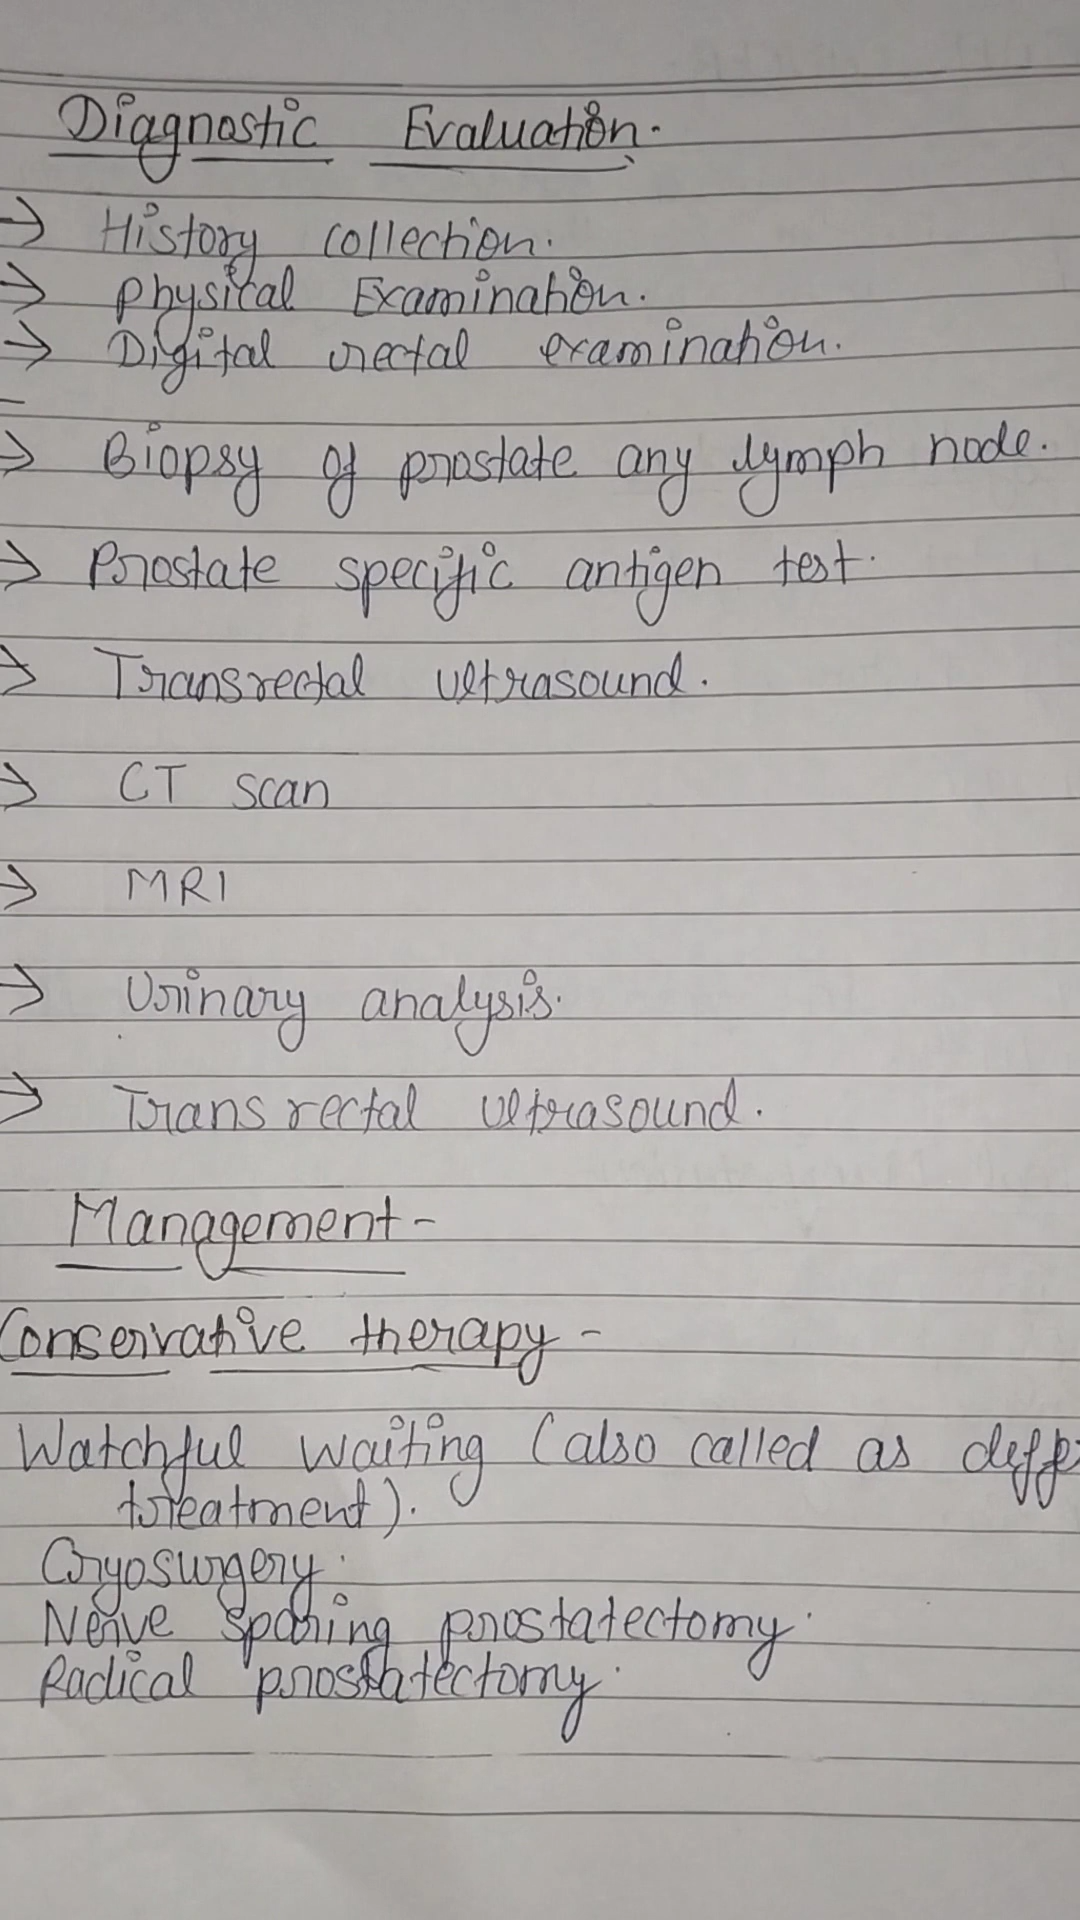 Diagnostic Evaluation.
→ History collection.
→ Physical Examination.
→ Digital rectal examination.
→ Biopsy of prostate any lymph node.
→ Prostate specific antigen test.
→ Transrectal ultrasound.
→ CT scan
→ MRI
→ Urinary analysis.
→ Trans rectal ultrasound.
Management -
Conservative therapy -
Watchful waiting (also called as
treatment).
Cryosurgery.
Nerve sparing prostatectomy.
Radical prostatectomy.